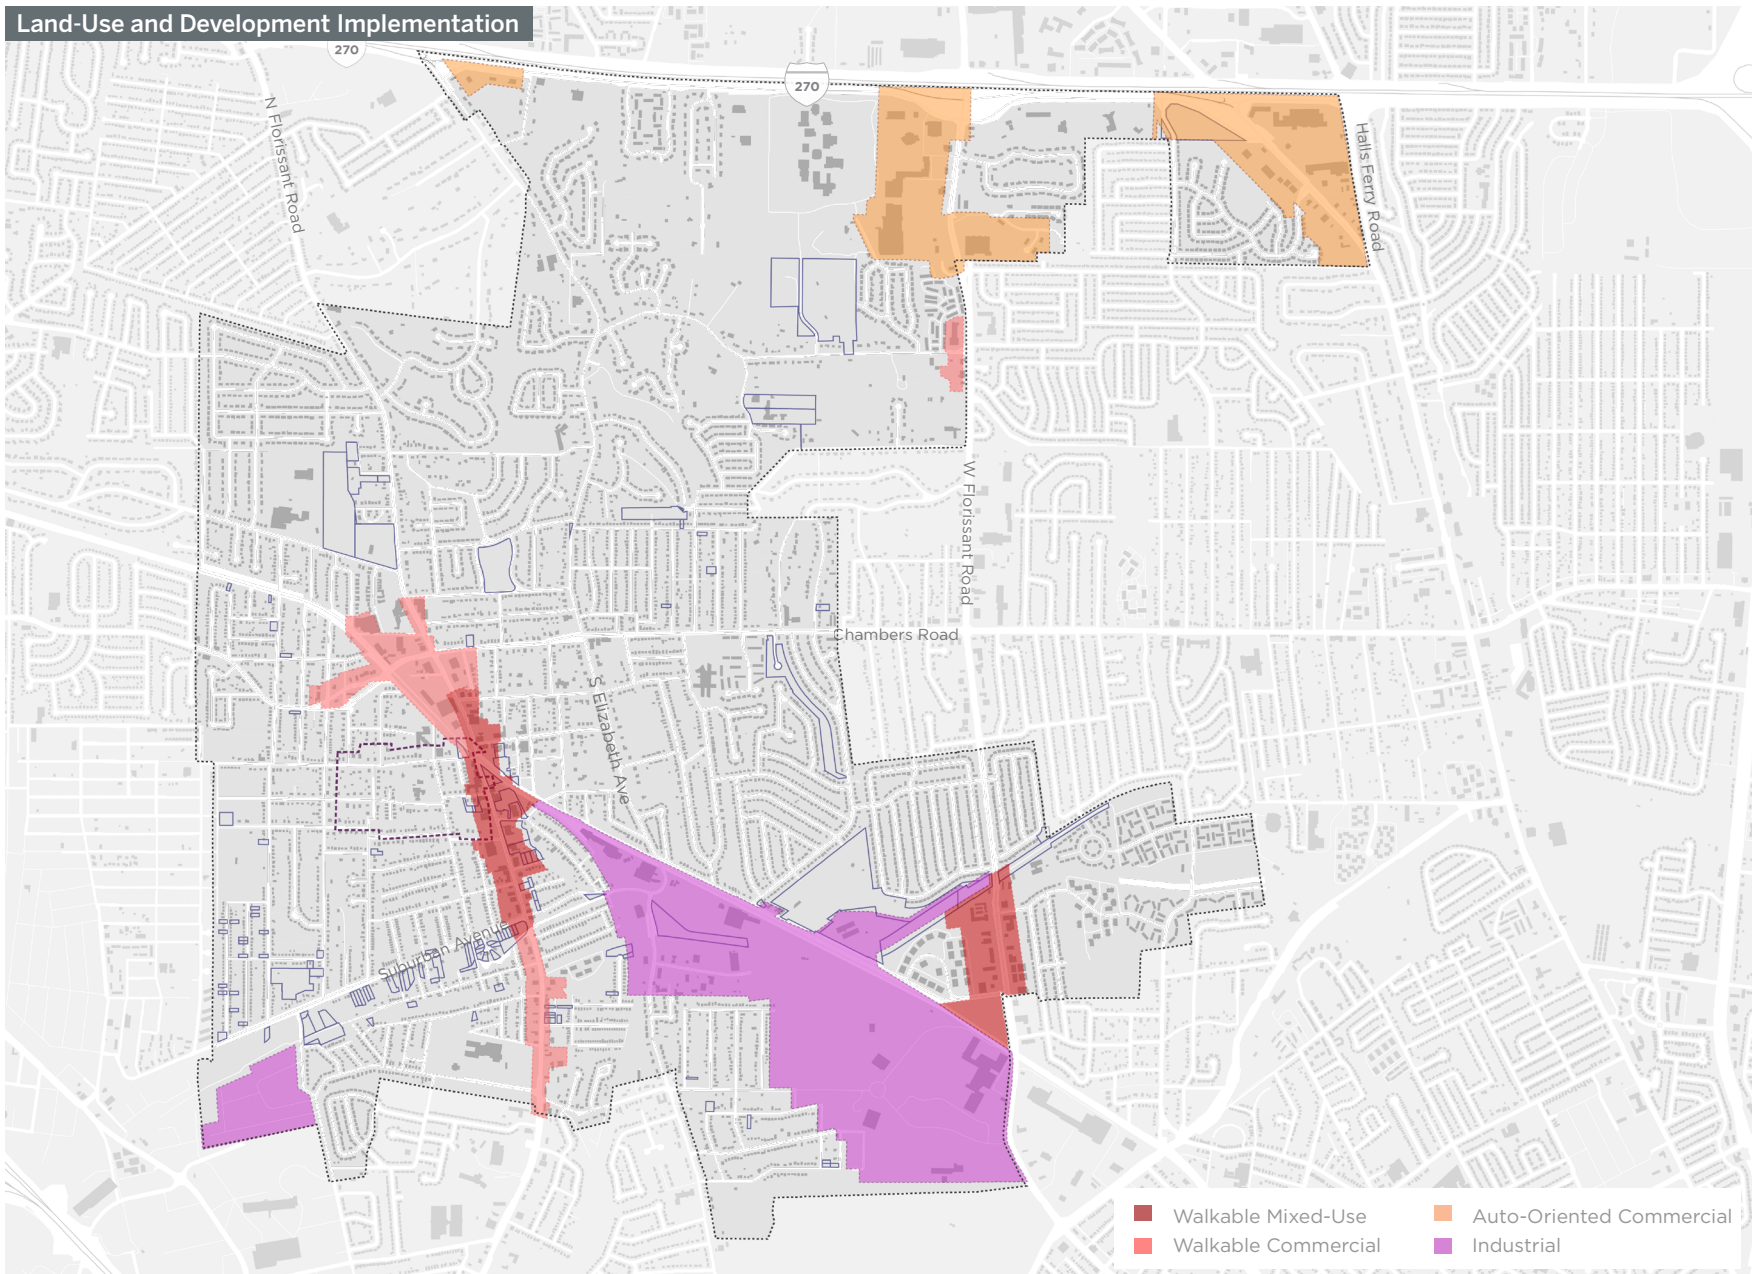 Land-Use and Development Implementation
270
270
N Florissant Road
Halls Ferry Road
W Florissant Road
Chambers Road
S Elizabeth Ave
Suburban Avenue
Walkable Mixed-Use
Auto-Oriented Commercial
Walkable Commercial
Industrial